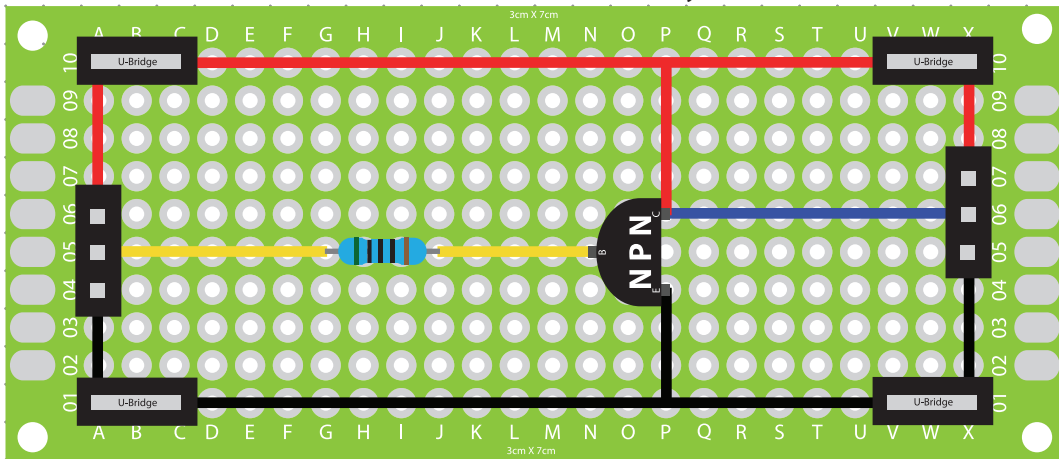 3cm X 7cm
A B C D E F G H I J K L M N O P Q R S T U V W X
10 U-Bridge U-Bridge 10
09 09
08 08
07 07
06 C 06
05 B NPN 05
04 E 04
03 03
02 02
01 U-Bridge U-Bridge 01
A B C D E F G H I J K L M N O P Q R S T U V W X
3cm X 7cm